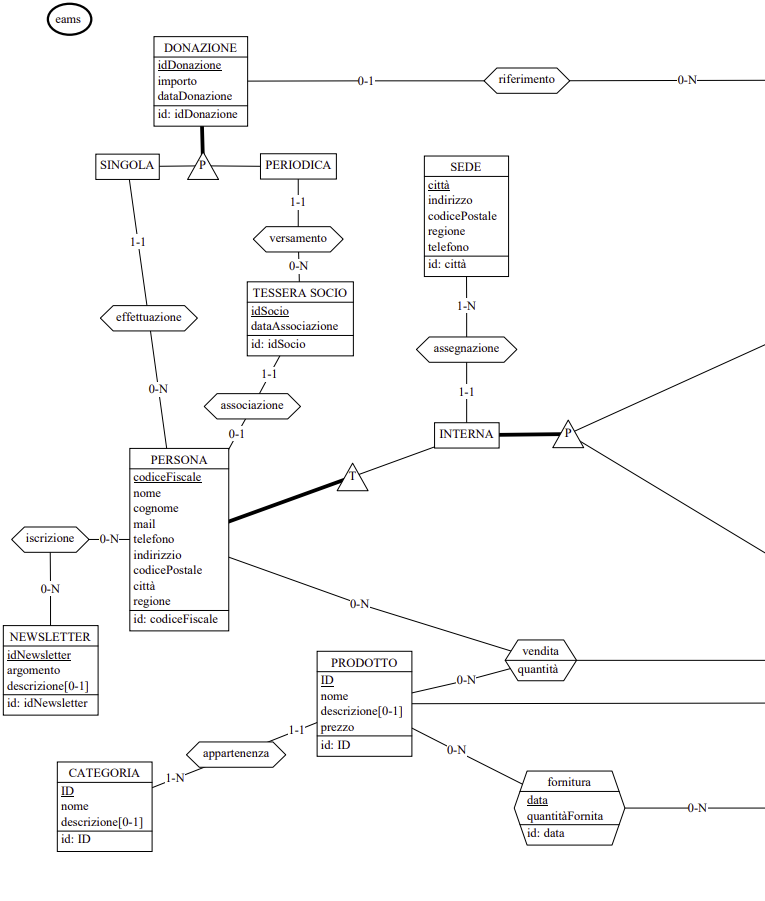 eams
DONAZIONE
idDonazione
importo
dataDonazione
id: idDonazione
0-1
riferimento
0-N
SINGOLA
P
PERIODICA
SEDE
città
indirizzo
codicePostale
regione
telefono
id: città
1-1
versamento
0-N
1-1
TESSERA SOCIO
idSocio
dataAssociazione
id: idSocio
1-N
effettuazione
assegnazione
1-1
0-N
associazione
0-1
1-1
INTERNA
P
PERSONA
codiceFiscale
nome
cognome
mail
telefono
indirizzio
codicePostale
città
regione
id: codiceFiscale
T
iscrizione
0-N
0-N
NEWSLETTER
idNewsletter
argomento
descrizione[0-1]
id: idNewsletter
0-N
vendita
quantità
PRODOTTO
ID
nome
descrizione[0-1]
prezzo
id: ID
0-N
1-1
appartenenza
1-N
0-N
CATEGORIA
ID
nome
descrizione[0-1]
id: ID
fornitura
data
quantitàFornita
id: data
0-N